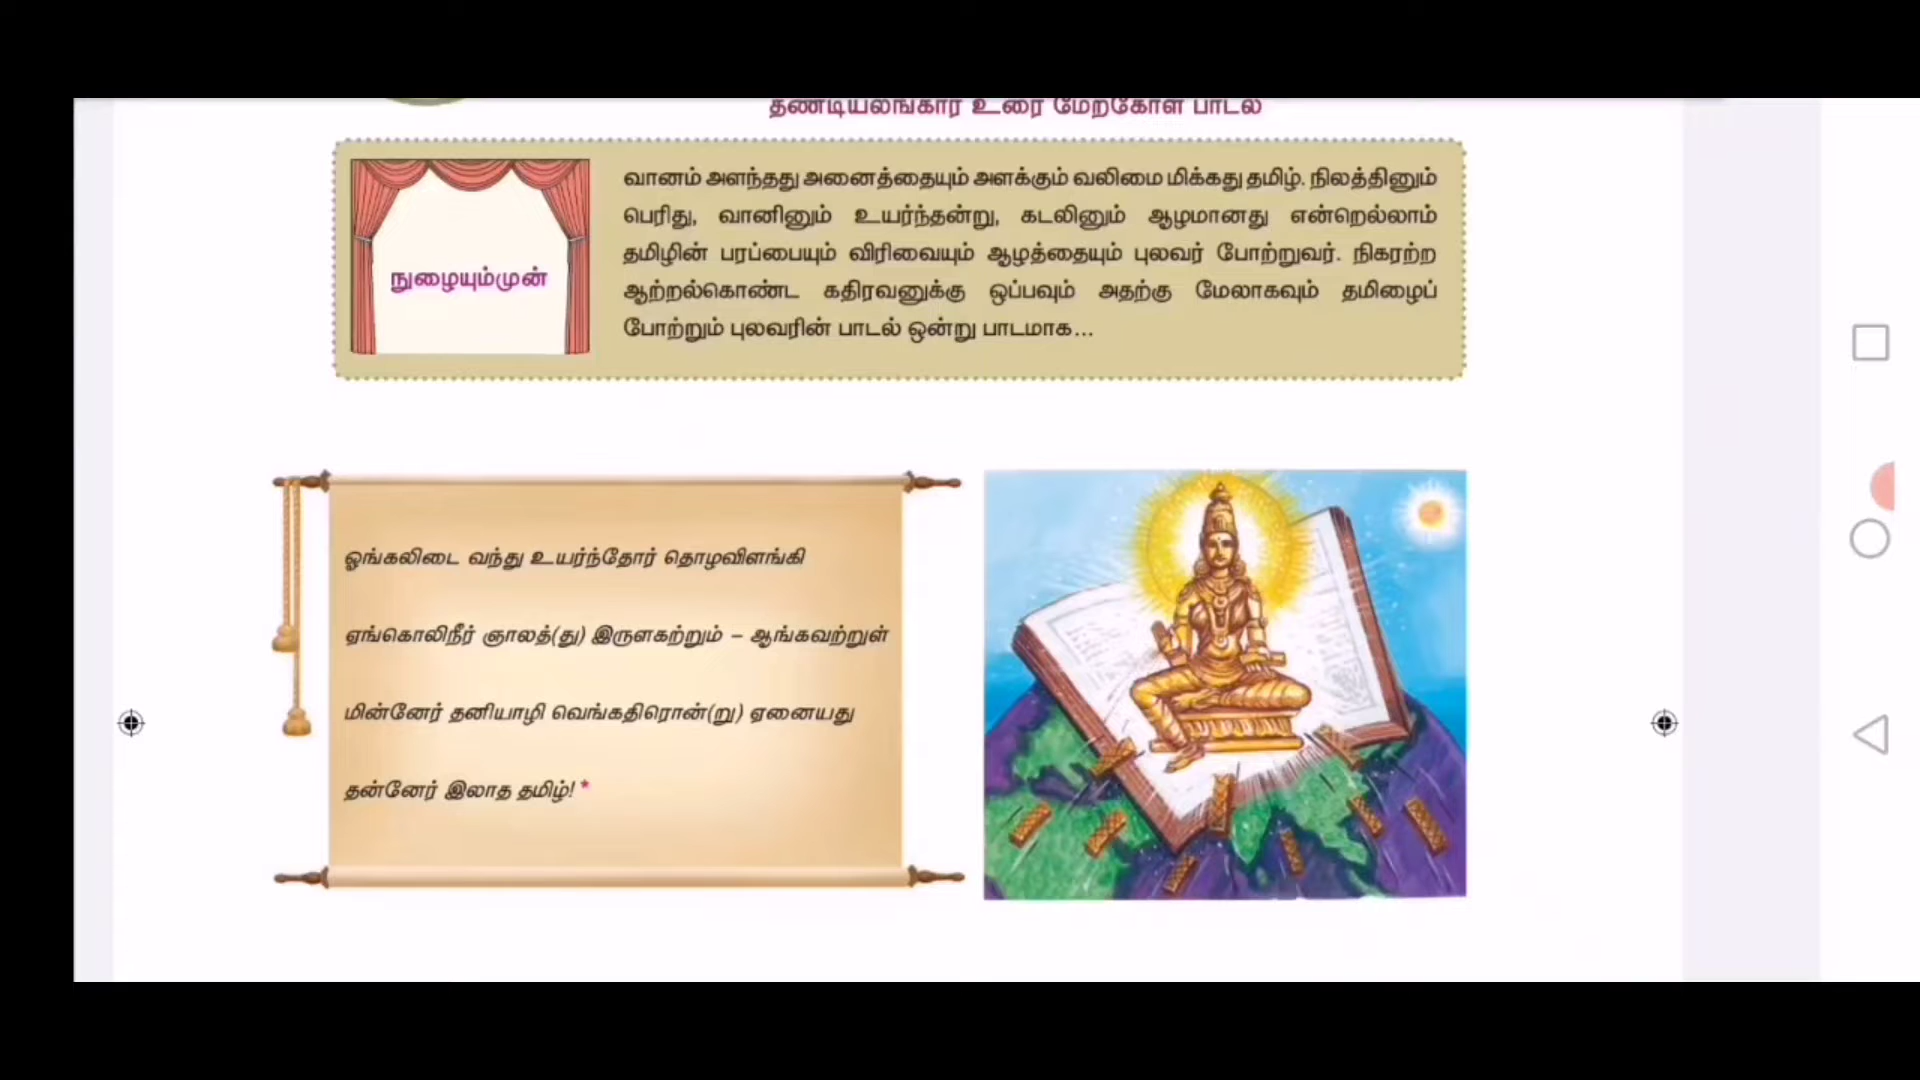 தண்டியலங்கார உரை மேற்கோள் பாடல்
நுழையும்முன்
வானம் அளந்தது அனைத்தையும் அளக்கும் வலிமை மிக்கது தமிழ். நிலத்தினும்
பெரிது, வானினும் உயர்ந்தன்று, கடலினும் ஆழமானது என்றெல்லாம்
தமிழின் பரப்பையும் விரிவையும் ஆழத்தையும் புலவர் போற்றுவர். நிகரற்ற
ஆற்றல்கொண்ட கதிரவனுக்கு ஒப்பவும் அதற்கு மேலாகவும் தமிழைப்
போற்றும் புலவரின் பாடல் ஒன்று பாடமாக...
ஓங்கலிடை வந்து உயர்ந்தோர் தொழவிளங்கி
ஏங்கொலிநீர் ஞாலத்(து) இருளகற்றும் – ஆங்கவற்றுள்
மின்னேர் தனியாழி வெங்கதிரொன்(று) ஏனையது
தன்னேர் இலாத தமிழ்! *